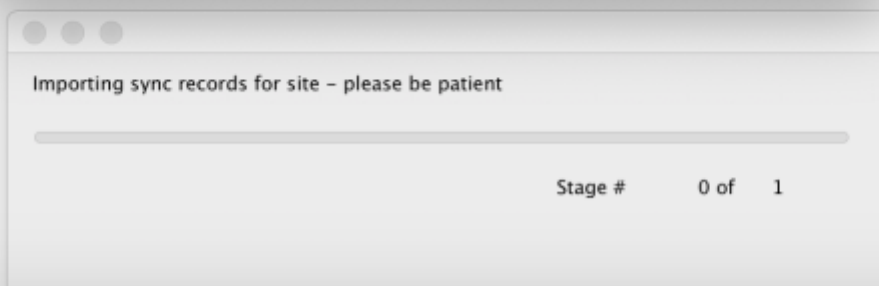 Importing sync records for site – please be patient
Stage # 0 of 1